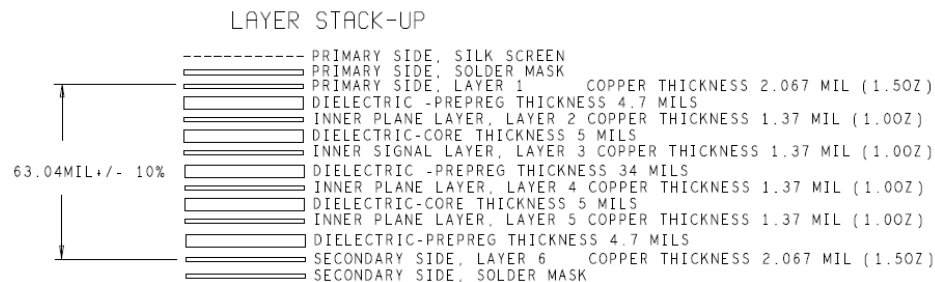 LAYER STACK-UP
PRIMARY SIDE, SILK SCREEN
PRIMARY SIDE, SOLDER MASK
PRIMARY SIDE, LAYER 1 COPPER THICKNESS 2.067 MIL (1.5OZ)
DIELECTRIC -PREPREG THICKNESS 4.7 MILS
INNER PLANE LAYER, LAYER 2 COPPER THICKNESS 1.37 MIL (1.0OZ)
DIELECTRIC-CORE THICKNESS 5 MILS
INNER SIGNAL LAYER, LAYER 3 COPPER THICKNESS 1.37 MIL (1.0OZ)
63.04MIL+/- 10%
DIELECTRIC -PREPREG THICKNESS 34 MILS
INNER PLANE LAYER, LAYER 4 COPPER THICKNESS 1.37 MIL (1.0OZ)
DIELECTRIC-CORE THICKNESS 5 MILS
INNER PLANE LAYER, LAYER 5 COPPER THICKNESS 1.37 MIL (1.0OZ)
DIELECTRIC-PREPREG THICKNESS 4.7 MILS
SECONDARY SIDE, LAYER 6 COPPER THICKNESS 2.067 MIL (1.5OZ)
SECONDARY SIDE, SOLDER MASK